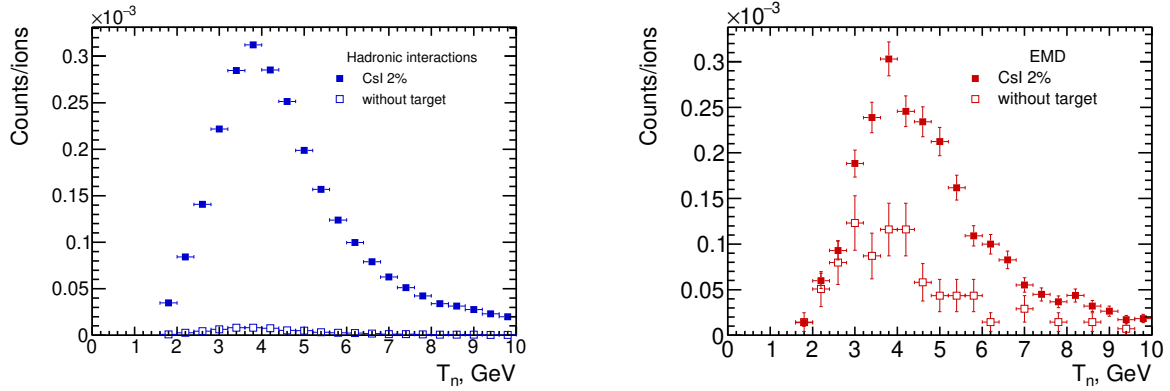 ×10⁻³
0.3
0.25
0.2
0.15
0.1
0.05
0
Counts/ions
Hadronic interactions
CsI 2%
without target
0 1 2 3 4 5 6 7 8 9 10
T_n, GeV
×10⁻³
0.3
0.25
0.2
0.15
0.1
0.05
0
Counts/ions
EMD
CsI 2%
without target
0 1 2 3 4 5 6 7 8 9 10
T_n, GeV